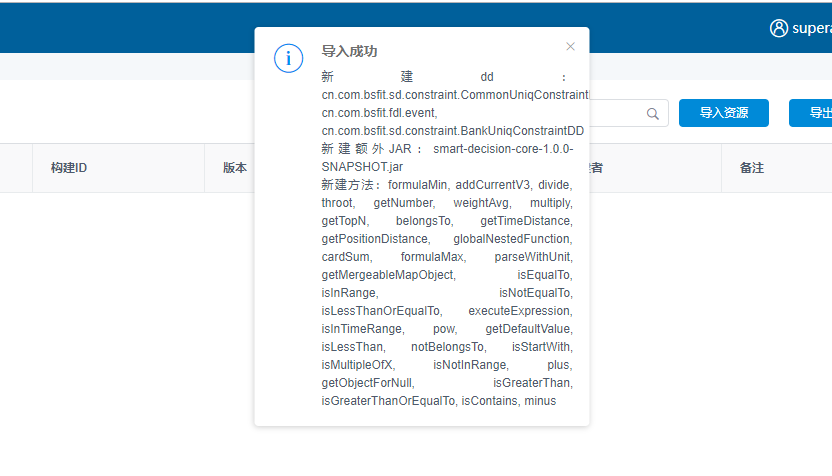 supera
导入成功
新建dd：
cn.com.bsfit.sd.constraint.CommonUniqConstraint
cn.com.bsfit.fdl.event,
cn.com.bsfit.sd.constraint.BankUniqConstraintDD
新建额外JAR：smart-decision-core-1.0.0-
SNAPSHOT.jar
新建方法：formulaMin, addCurrentV3, divide,
throot, getNumber, weightAvg, multiply,
getTopN, belongsTo, getTimeDistance,
getPositionDistance, globalNestedFunction,
cardSum, formulaMax, parseWithUnit,
getMergeableMapObject, isEqualTo,
isInRange, isNotEqualTo,
isLessThanOrEqualTo, executeExpression,
isInTimeRange, pow, getDefaultValue,
isLessThan, notBelongsTo, isStartWith,
isMultipleOfX, isNotInRange, plus,
getObjectForNull, isGreaterThan,
isGreaterThanOrEqualTo, isContains, minus
导入资源 导出
构建ID 版本 者 备注